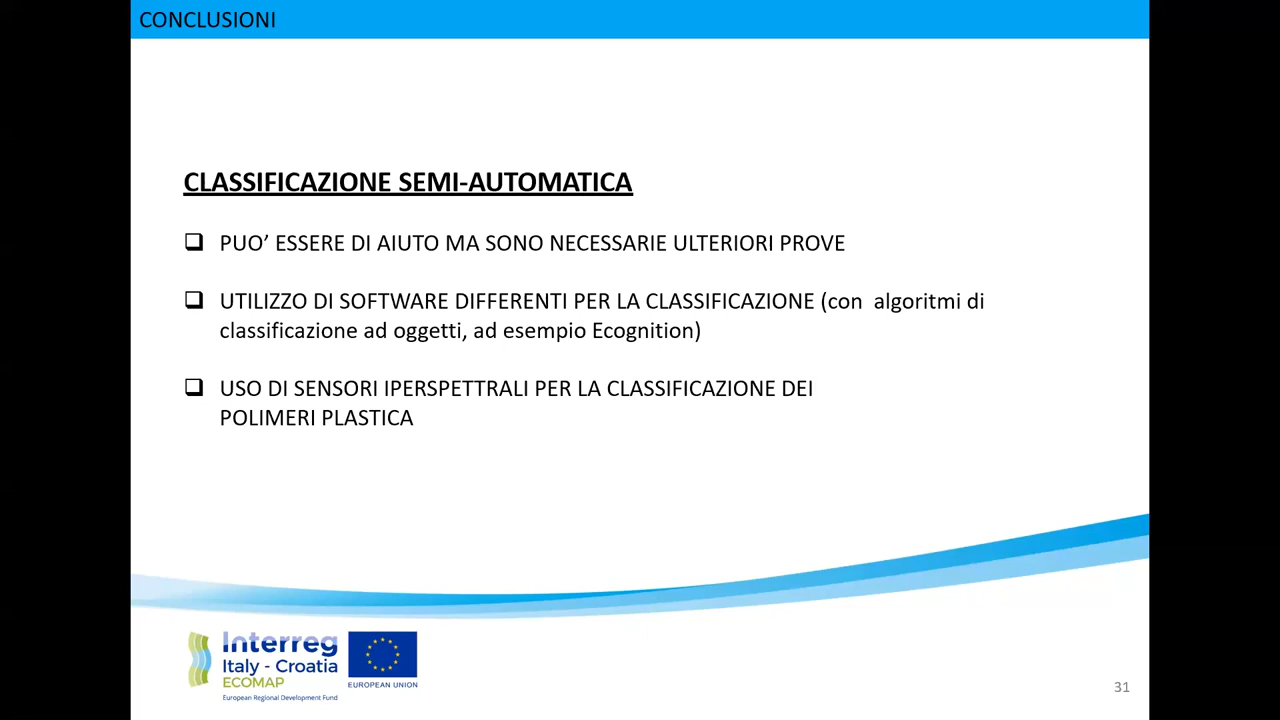 CONCLUSIONI
CLASSIFICAZIONE SEMI-AUTOMATICA
PUO’ ESSERE DI AIUTO MA SONO NECESSARIE ULTERIORI PROVE
UTILIZZO DI SOFTWARE DIFFERENTI PER LA CLASSIFICAZIONE (con algoritmi di
classificazione ad oggetti, ad esempio Ecognition)
USO DI SENSORI IPERSPETTRALI PER LA CLASSIFICAZIONE DEI
POLIMERI PLASTICA
Interreg
Italy - Croatia
ECOMAP
European Regional Development Fund
EUROPEAN UNION
31